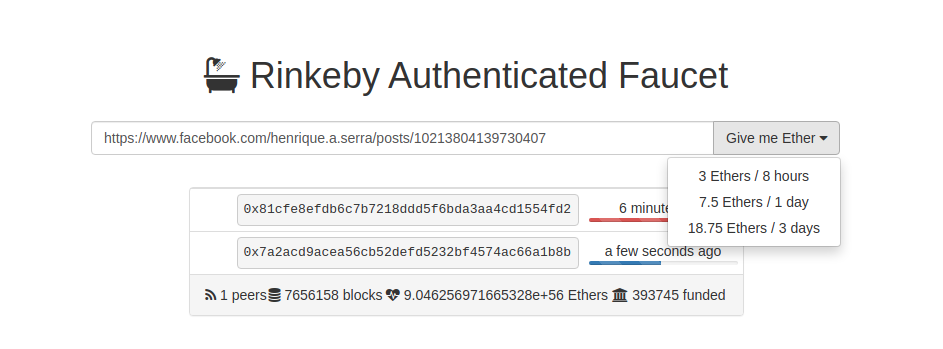 Rinkeby Authenticated Faucet
https://www.facebook.com/henrique.a.serra/posts/10213804139730407
Give me Ether
3 Ethers / 8 hours
7.5 Ethers / 1 day
18.75 Ethers / 3 days
0x81cfe8efdb6c7b7218ddd5f6bda3aa4cd1554fd2 6
0x7a2acd9acea56cb52defd5232bf4574ac66a1b8b a few seconds ago
1 peers 7656158 blocks 9.046256971665328e+56 Ethers 393745 funded